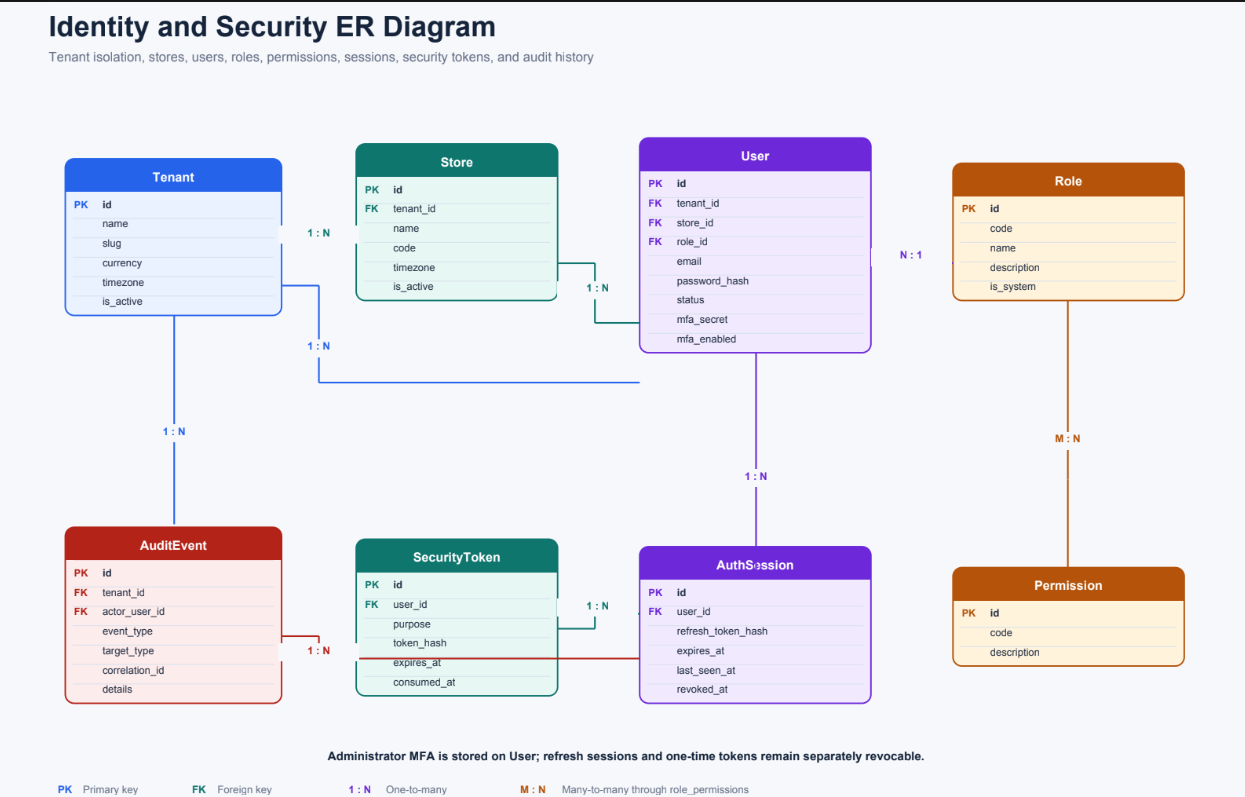 Identity and Security ER Diagram
Tenant isolation, stores, users, roles, permissions, sessions, security tokens, and audit history
Tenant
PK id
name
slug
currency
timezone
is_active
1 : N
Store
PK id
FK tenant_id
name
code
timezone
is_active
1 : N
User
PK id
FK tenant_id
FK store_id
FK role_id
email
password_hash
status
mfa_secret
mfa_enabled
N : 1
Role
PK id
code
name
description
is_system
1 : N
1 : N
1 : N
M : N
AuditEvent
PK id
FK tenant_id
FK actor_user_id
event_type
target_type
correlation_id
details
1 : N
SecurityToken
PK id
FK user_id
purpose
token_hash
expires_at
consumed_at
1 : N
AuthSession
PK id
FK user_id
refresh_token_hash
expires_at
last_seen_at
revoked_at
Permission
PK id
code
description
Administrator MFA is stored on User; refresh sessions and one-time tokens remain separately revocable.
PK Primary key FK Foreign key 1 : N One-to-many M : N Many-to-many through role_permissions